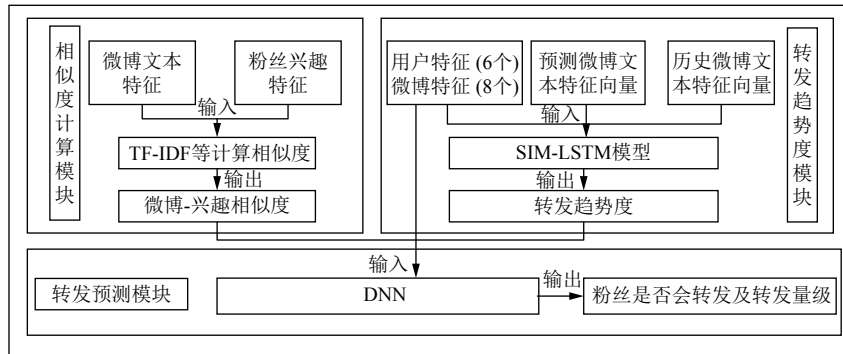 相似度计算模块
微博文本
特征
粉丝兴趣
特征
输入
TF-IDF等计算相似度
输出
微博-兴趣相似度
用户特征 (6个)
微博特征 (8个)
预测微博文
本特征向量
历史微博文
本特征向量
输入
SIM-LSTM模型
输出
转发趋势度
转发趋势度模块
输入
转发预测模块
DNN
输出
粉丝是否会转发及转发量级